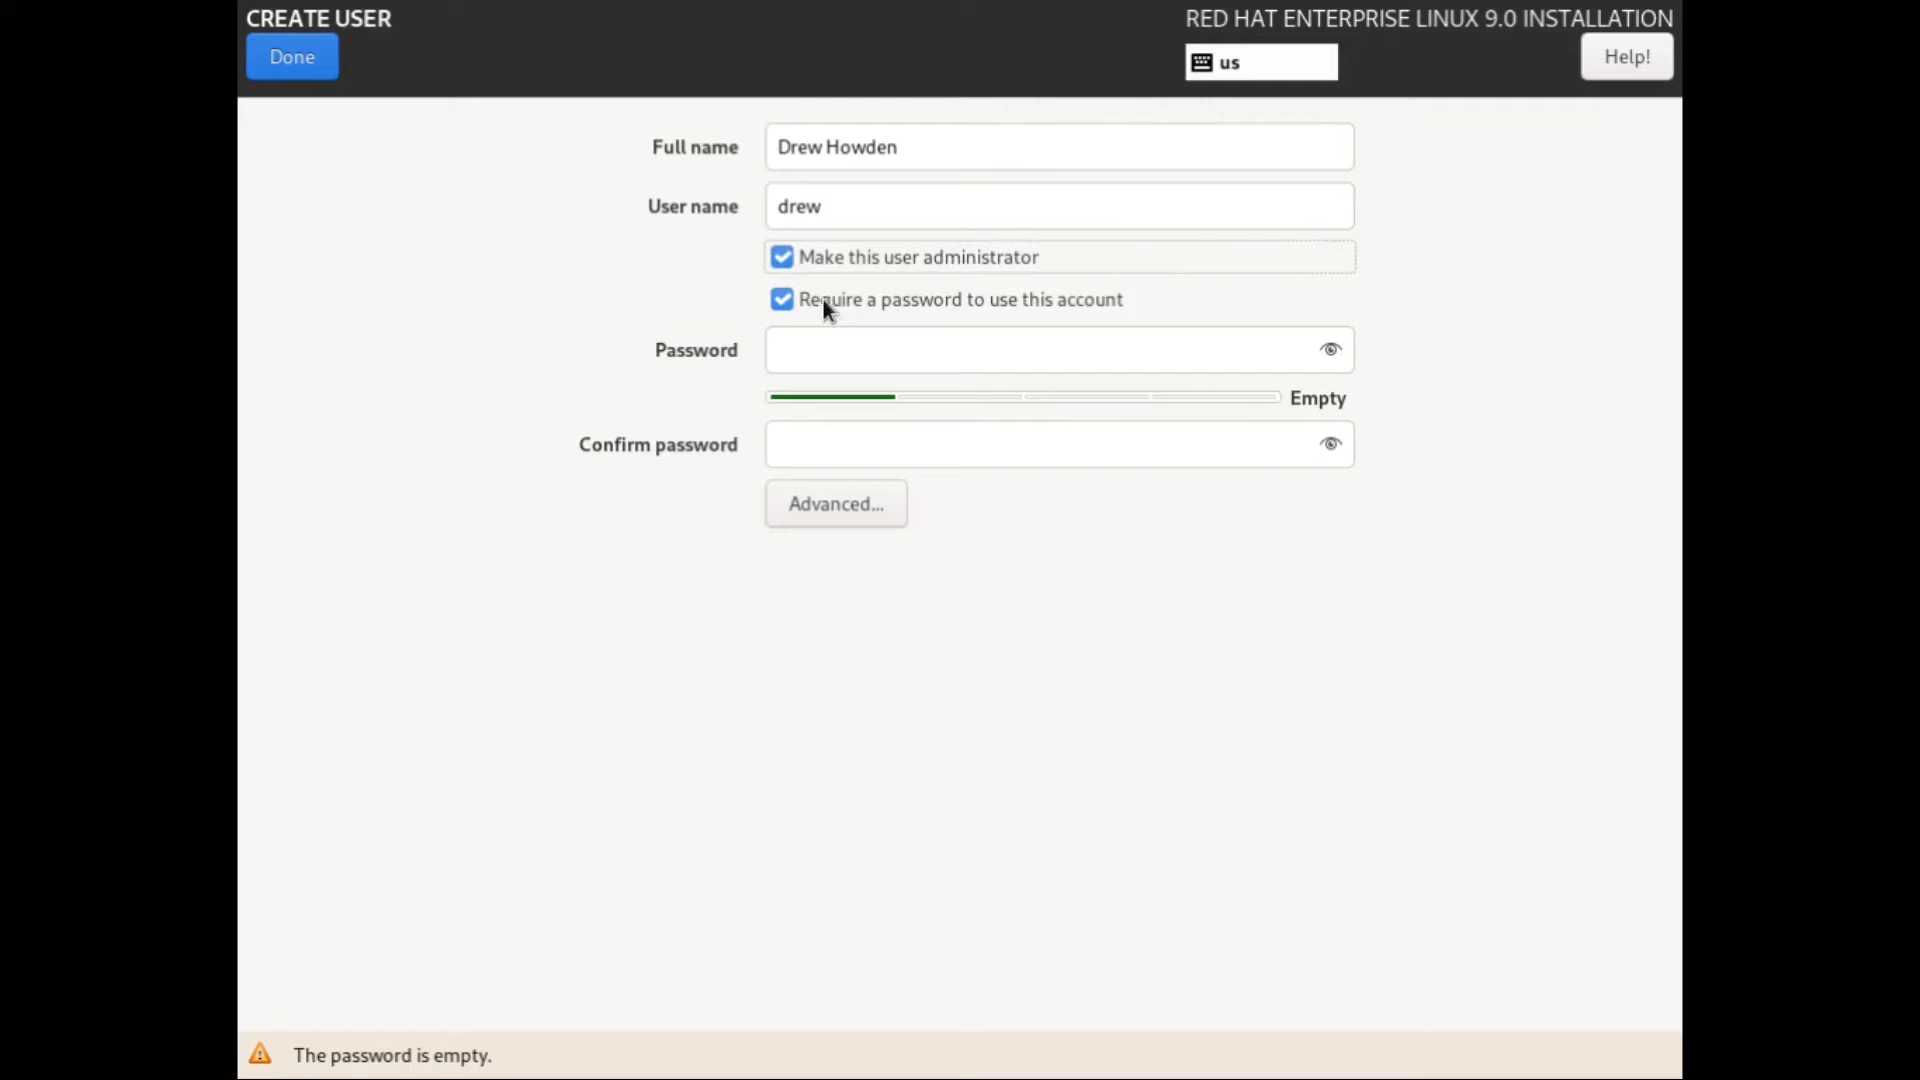 CREATE USER
RED HAT ENTERPRISE LINUX 9.0 INSTALLATION
Done
us
Help!
Full name
Drew Howden
User name
drew
Make this user administrator
Require a password to use this account
Password
Empty
Confirm password
Advanced...
The password is empty.